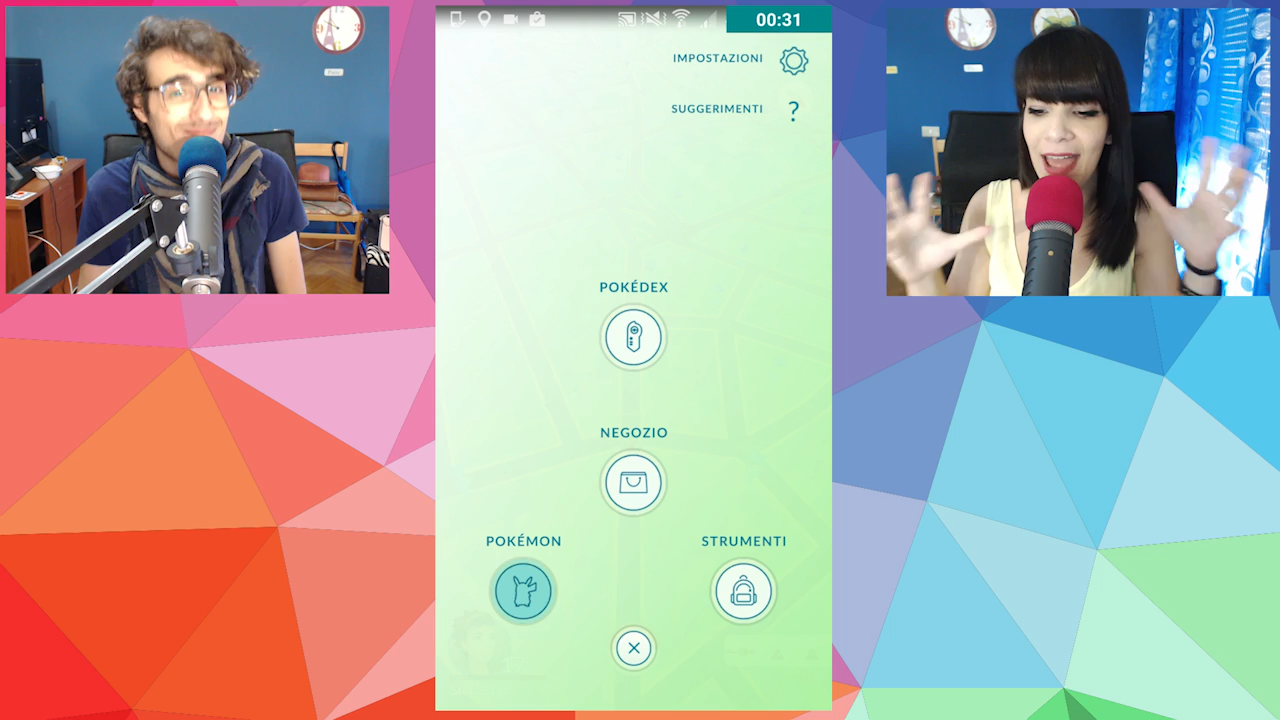 00:31
IMPOSTAZIONI
SUGGERIMENTI
?
POKÉDEX
NEGOZIO
POKÉMON
STRUMENTI